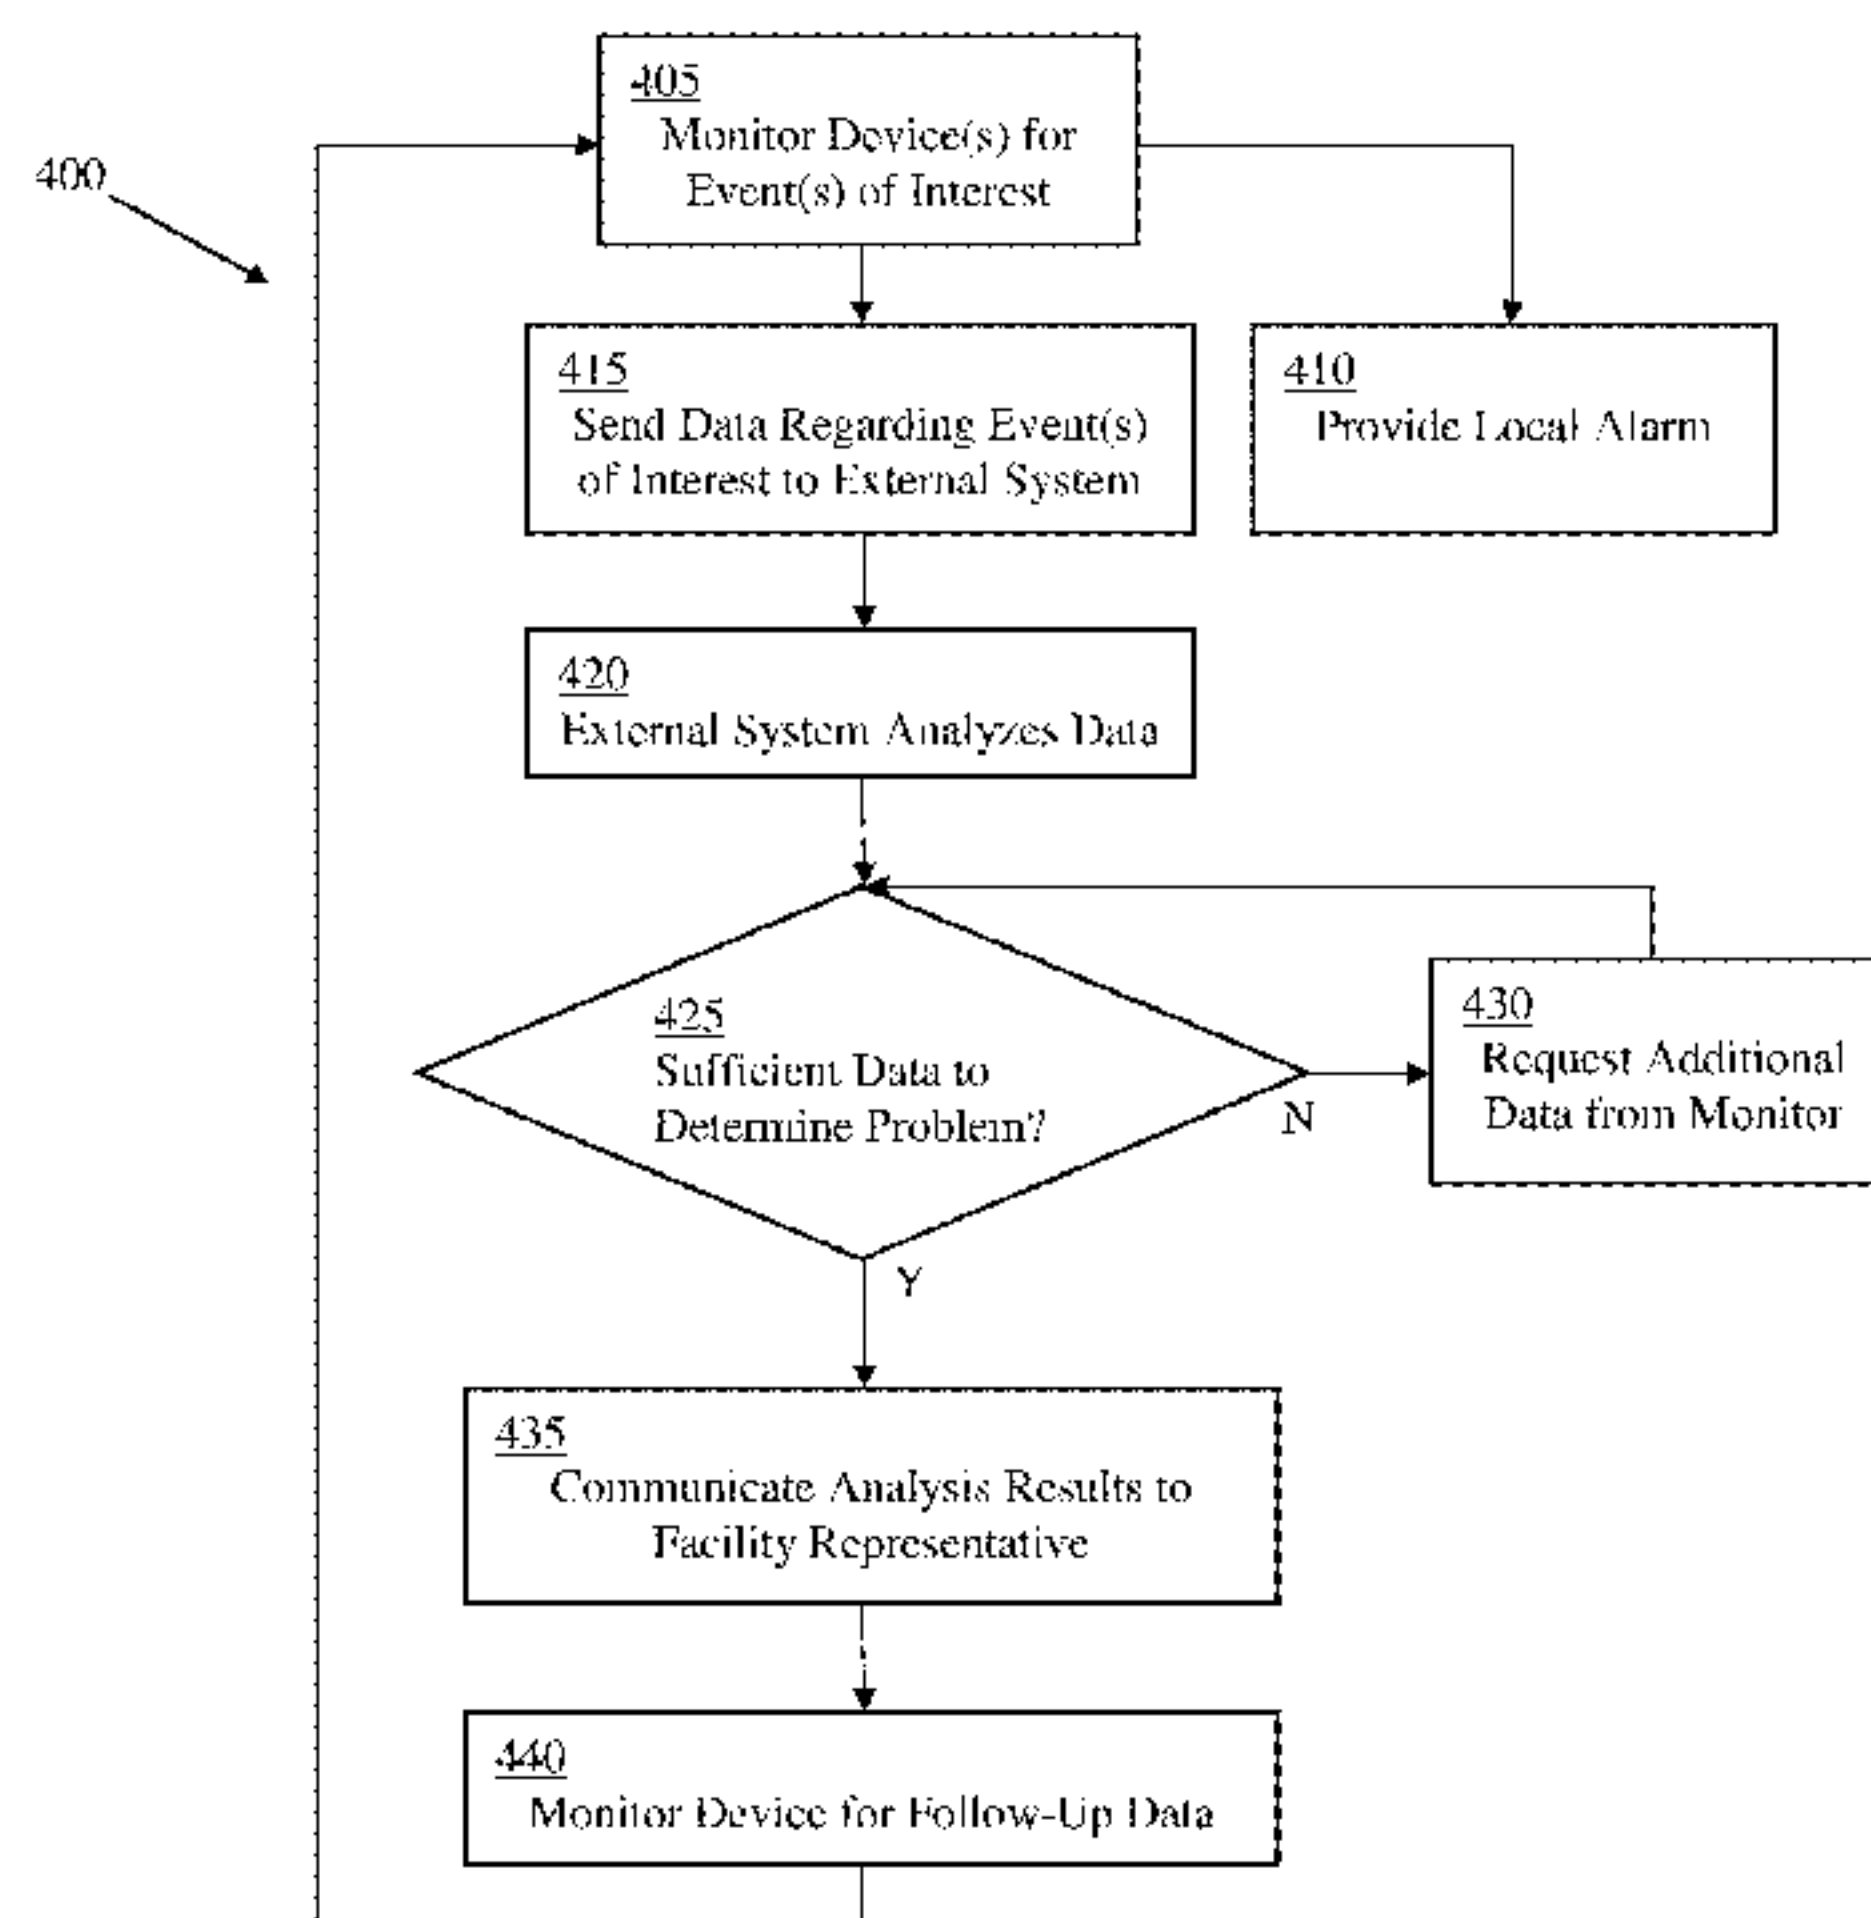 400
405
Monitor Device(s) for
Event(s) of Interest
415
Send Data Regarding Event(s)
of Interest to External System
410
Provide Local Alarm
420
External System Analyzes Data
425
Sufficient Data to
Determine Problem?
N
430
Request Additional
Data from Monitor
Y
435
Communicate Analysis Results to
Facility Representative
440
Monitor Device for Follow-Up Data